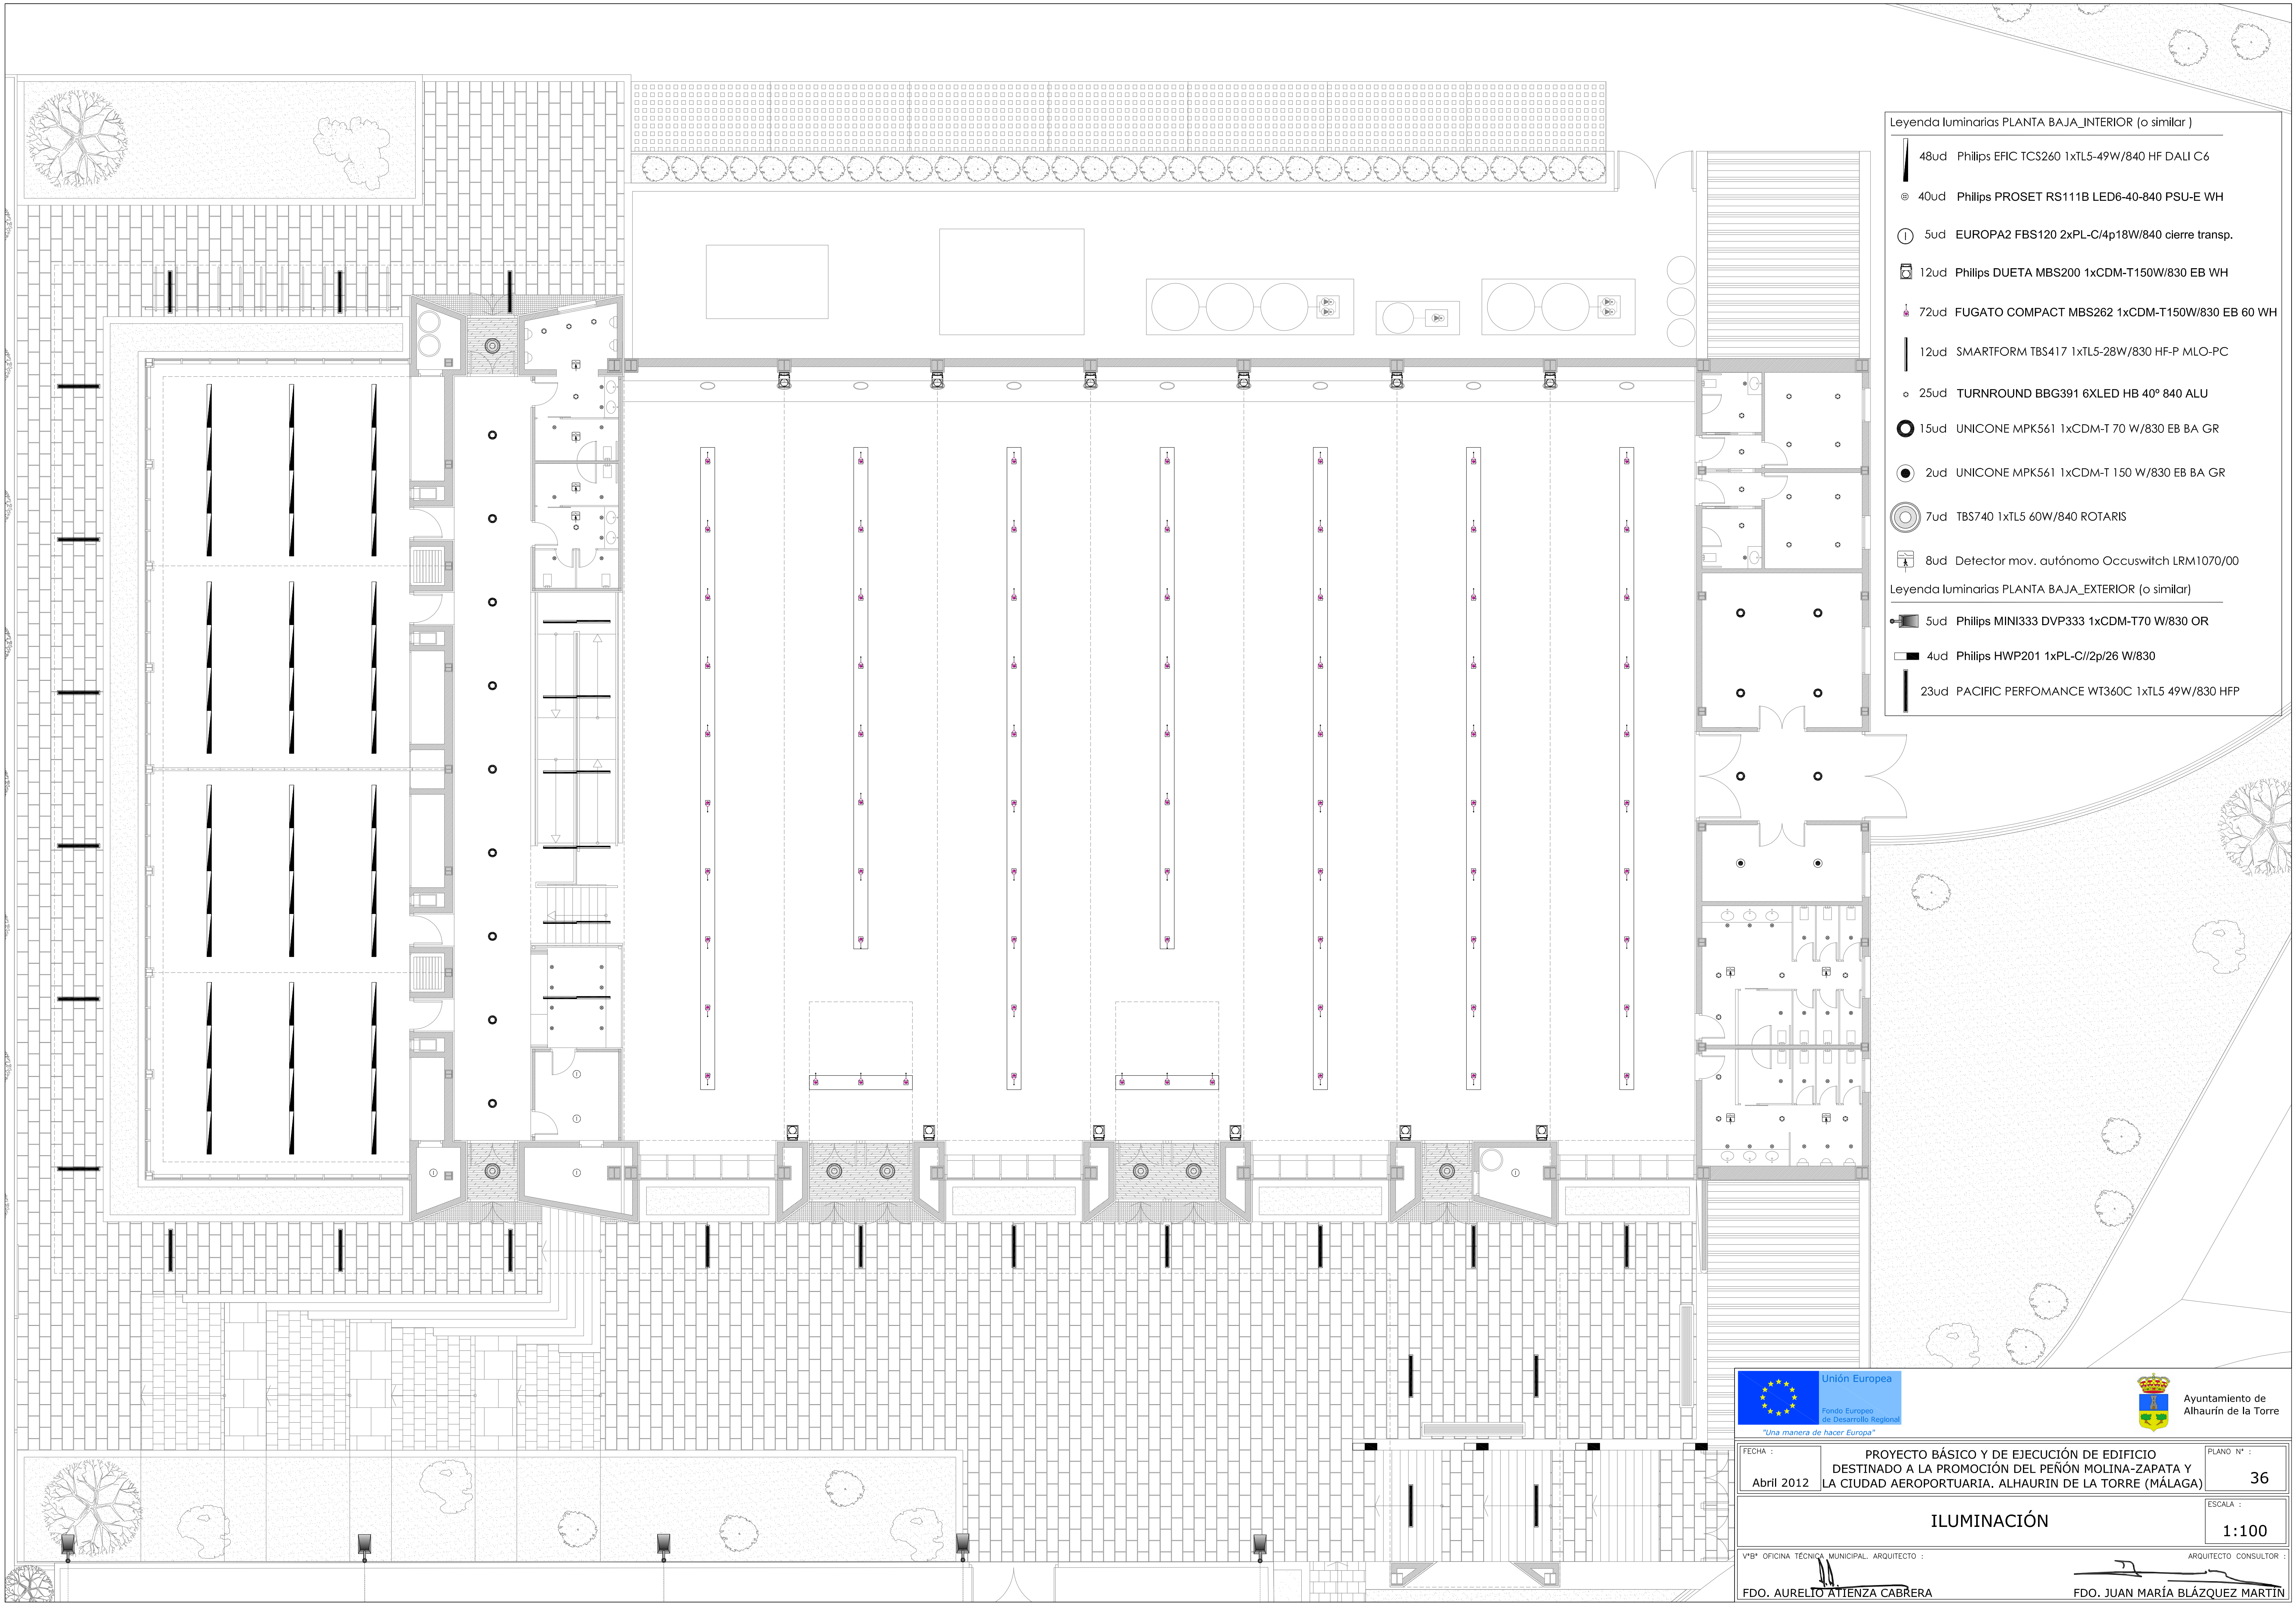 Leyenda luminarias PLANTA BAJA_INTERIOR (o similar )
48ud Philips EFIC TCS260 1xTL5-49W/840 HF DALI C6
40ud Philips PROSET RS111B LED6-40-840 PSU-E WH
5ud EUROPA2 FBS120 2xPL-C/4p18W/840 cierre transp.
12ud Philips DUETA MBS200 1xCDM-T150W/830 EB WH
72ud FUGATO COMPACT MBS262 1xCDM-T150W/830 EB 60 WH
12ud SMARTFORM TBS417 1xTL5-28W/830 HF-P MLO-PC
25ud TURNROUND BBG391 6XLED HB 40º 840 ALU
15ud UNICONE MPK561 1xCDM-T 70 W/830 EB BA GR
2ud UNICONE MPK561 1xCDM-T 150 W/830 EB BA GR
7ud TBS740 1xTL5 60W/840 ROTARIS
8ud Detector mov. autónomo Occuswitch LRM1070/00
Leyenda luminarias PLANTA BAJA_EXTERIOR (o similar)
5ud Philips MINI333 DVP333 1xCDM-T70 W/830 OR
4ud Philips HWP201 1xPL-C//2p/26 W/830
23ud PACIFIC PERFOMANCE WT360C 1xTL5 49W/830 HFP
Unión Europea
Fondo Europeo
de Desarrollo Regional
"Una manera de hacer Europa"
Ayuntamiento de
Alhaurín de la Torre
FECHA :
Abril 2012
PROYECTO BÁSICO Y DE EJECUCIÓN DE EDIFICIO
DESTINADO A LA PROMOCIÓN DEL PEÑÓN MOLINA-ZAPATA Y
LA CIUDAD AEROPORTUARIA. ALHAURIN DE LA TORRE (MÁLAGA)
PLANO Nº :
36
ILUMINACIÓN
ESCALA :
1:100
VºBº OFICINA TÉCNICA MUNICIPAL. ARQUITECTO :
FDO. AURELIO ATIENZA CABRERA
ARQUITECTO CONSULTOR :
FDO. JUAN MARÍA BLÁZQUEZ MARTÍN